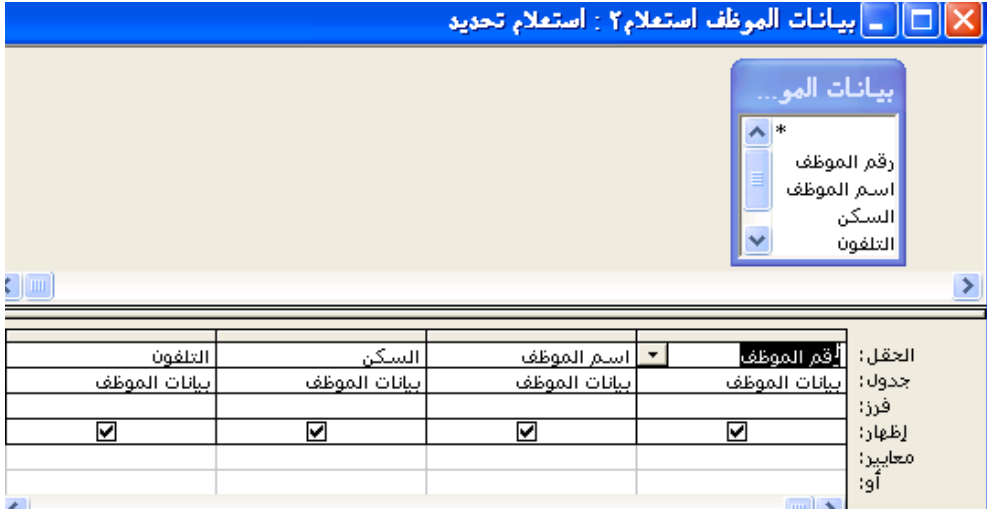 بيانات الموظف استعلام٢ : استعلام تحديد
بيانات المو...
*
رقم الموظف
اسم الموظف
السكن
التلفون
الحقل: رقم الموظف اسم الموظف السكن التلفون
جدول: بيانات الموظف بيانات الموظف بيانات الموظف بيانات الموظف
فرز:
إظهار:
معايير:
أو: